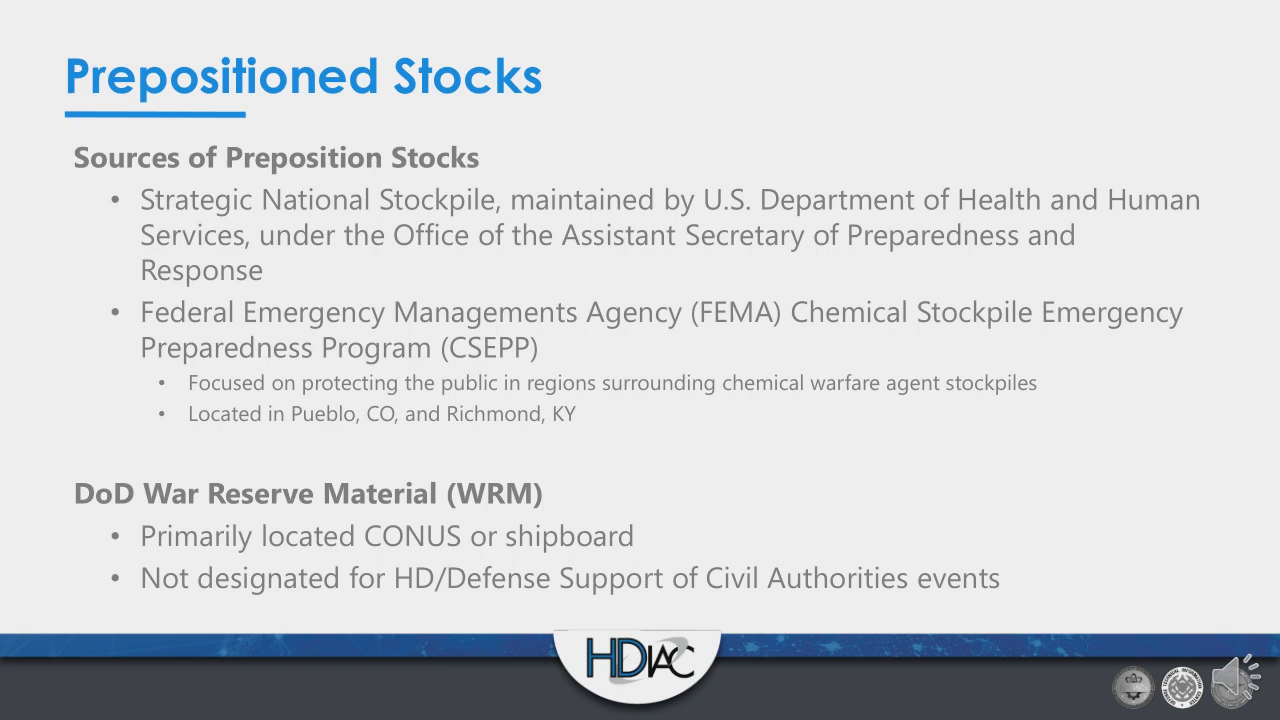 Prepositioned Stocks
Sources of Preposition Stocks
• Strategic National Stockpile, maintained by U.S. Department of Health and Human
Services, under the Office of the Assistant Secretary of Preparedness and
Response
• Federal Emergency Managements Agency (FEMA) Chemical Stockpile Emergency
Preparedness Program (CSEPP)
• Focused on protecting the public in regions surrounding chemical warfare agent stockpiles
• Located in Pueblo, CO, and Richmond, KY
DoD War Reserve Material (WRM)
• Primarily located CONUS or shipboard
• Not designated for HD/Defense Support of Civil Authorities events
HDIAC